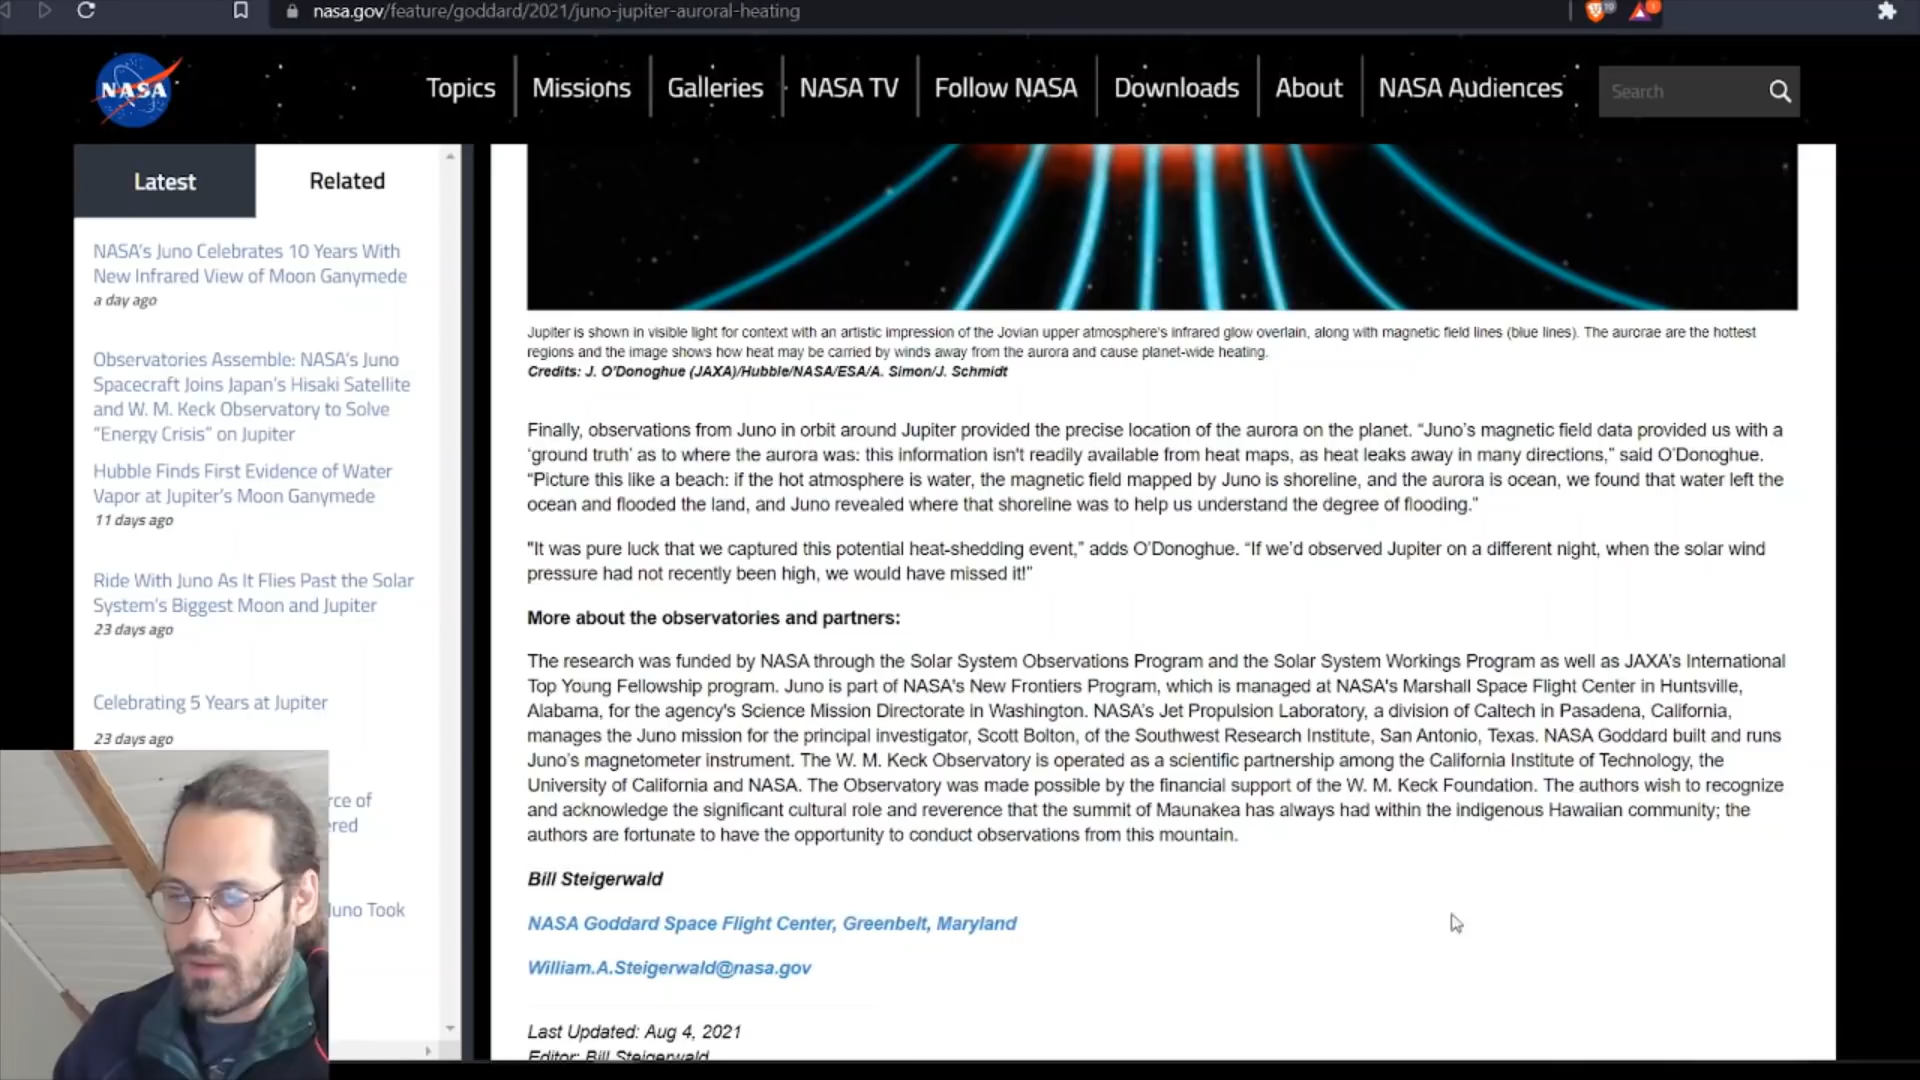 nasa.gov/feature/goddard/2021/juno-jupiter-auroral-heating
NASA
Topics
Missions
Galleries
NASA TV
Follow NASA
Downloads
About
NASA Audiences
Search
Latest
Related
NASA's Juno Celebrates 10 Years With
New Infrared View of Moon Ganymede
a day ago
Observatories Assemble: NASA's Juno
Spacecraft Joins Japan's Hisaki Satellite
and W. M. Keck Observatory to Solve
“Energy Crisis” on Jupiter
Hubble Finds First Evidence of Water
Vapor at Jupiter's Moon Ganymede
11 days ago
Ride With Juno As It Flies Past the Solar
System's Biggest Moon and Jupiter
23 days ago
Celebrating 5 Years at Jupiter
23 days ago
rce of
ered
Juno Took
Jupiter is shown in visible light for context with an artistic impression of the Jovian upper atmosphere's infrared glow overlain, along with magnetic field lines (blue lines). The aurorae are the hottest
regions and the image shows how heat may be carried by winds away from the aurora and cause planet-wide heating.
Credits: J. O'Donoghue (JAXA)/Hubble/NASA/ESA/A. Simon/J. Schmidt
Finally, observations from Juno in orbit around Jupiter provided the precise location of the aurora on the planet. “Juno’s magnetic field data provided us with a
‘ground truth’ as to where the aurora was: this information isn't readily available from heat maps, as heat leaks away in many directions,” said O’Donoghue.
“Picture this like a beach: if the hot atmosphere is water, the magnetic field mapped by Juno is shoreline, and the aurora is ocean, we found that water left the
ocean and flooded the land, and Juno revealed where that shoreline was to help us understand the degree of flooding.”
"It was pure luck that we captured this potential heat-shedding event,” adds O’Donoghue. “If we’d observed Jupiter on a different night, when the solar wind
pressure had not recently been high, we would have missed it!”
More about the observatories and partners:
The research was funded by NASA through the Solar System Observations Program and the Solar System Workings Program as well as JAXA’s International
Top Young Fellowship program. Juno is part of NASA's New Frontiers Program, which is managed at NASA's Marshall Space Flight Center in Huntsville,
Alabama, for the agency's Science Mission Directorate in Washington. NASA’s Jet Propulsion Laboratory, a division of Caltech in Pasadena, California,
manages the Juno mission for the principal investigator, Scott Bolton, of the Southwest Research Institute, San Antonio, Texas. NASA Goddard built and runs
Juno’s magnetometer instrument. The W. M. Keck Observatory is operated as a scientific partnership among the California Institute of Technology, the
University of California and NASA. The Observatory was made possible by the financial support of the W. M. Keck Foundation. The authors wish to recognize
and acknowledge the significant cultural role and reverence that the summit of Maunakea has always had within the indigenous Hawaiian community; the
authors are fortunate to have the opportunity to conduct observations from this mountain.
Bill Steigerwald
NASA Goddard Space Flight Center, Greenbelt, Maryland
William.A.Steigerwald@nasa.gov
Last Updated: Aug 4, 2021
Editor: Bill Steigerwald